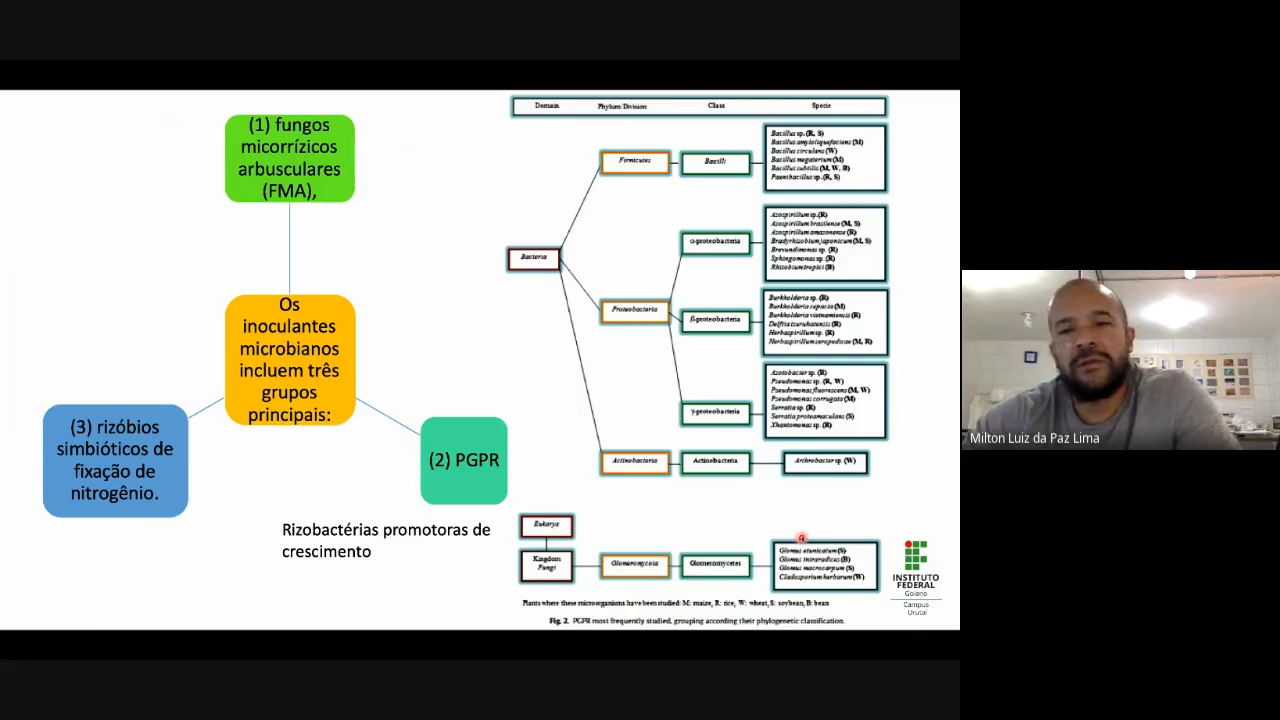 (1) fungos
micorrízicos
arbusculares
(FMA),
Os
inoculantes
microbianos
incluem três
grupos
principais:
(3) rizóbios
simbióticos de
fixação de
nitrogênio.
(2) PGPR
Rizobactérias promotoras de
crescimento
Domain Phylum/Division Class Specie
Bacteria
Firmicutes
Bacilli
Bacillus sp. (R, S)
Bacillus amyloliquefaciens (M)
Bacillus circulans (W)
Bacillus megaterium (M)
Bacillus subtilis (M, W, B)
Paenibacillus sp. (R, S)
Proteobacteria
α-proteobacteria
Azospirillum sp. (R)
Azospirillum brasilense (M, S)
Azospirillum amazonense (R)
Bradyrhizobium japonicum (M, S)
Brevundimonas sp. (R)
Sphingomonas sp. (R)
Rhizobium tropici (B)
β-proteobacteria
Burkholderia sp. (R)
Burkholderia cepacia (M)
Burkholderia vietnamiensis (R)
Delftia tsuruhatensis (R)
Herbaspirillum sp. (R)
Herbaspirillum seropedicae (M, R)
γ-proteobacteria
Azotobacter sp. (R)
Pseudomonas sp. (R, W)
Pseudomonas fluorescens (M, W)
Pseudomonas corrugata (M)
Serratia sp. (R)
Serratia proteamaculans (S)
Xhantomonas sp. (R)
Actinobacteria
Actinobacteria
Arthrobacter sp. (W)
Eukarya
Kingdom
Fungi
Glomeromycota
Glomeromycetes
Glomus etunicatum (S)
Glomus intraradices (B)
Glomus macrocarpum (S)
Cladosporium herbarum (W)
Plants where these microorganisms have been studied: M: maize, R: rice, W: wheat, S: soybean, B: bean
Fig. 2. PGPR most frequently studied, grouping according their phylogenetic classification.
INSTITUTO
FEDERAL
Goiano
Campus
Urutaí
Milton Luiz da Paz Lima